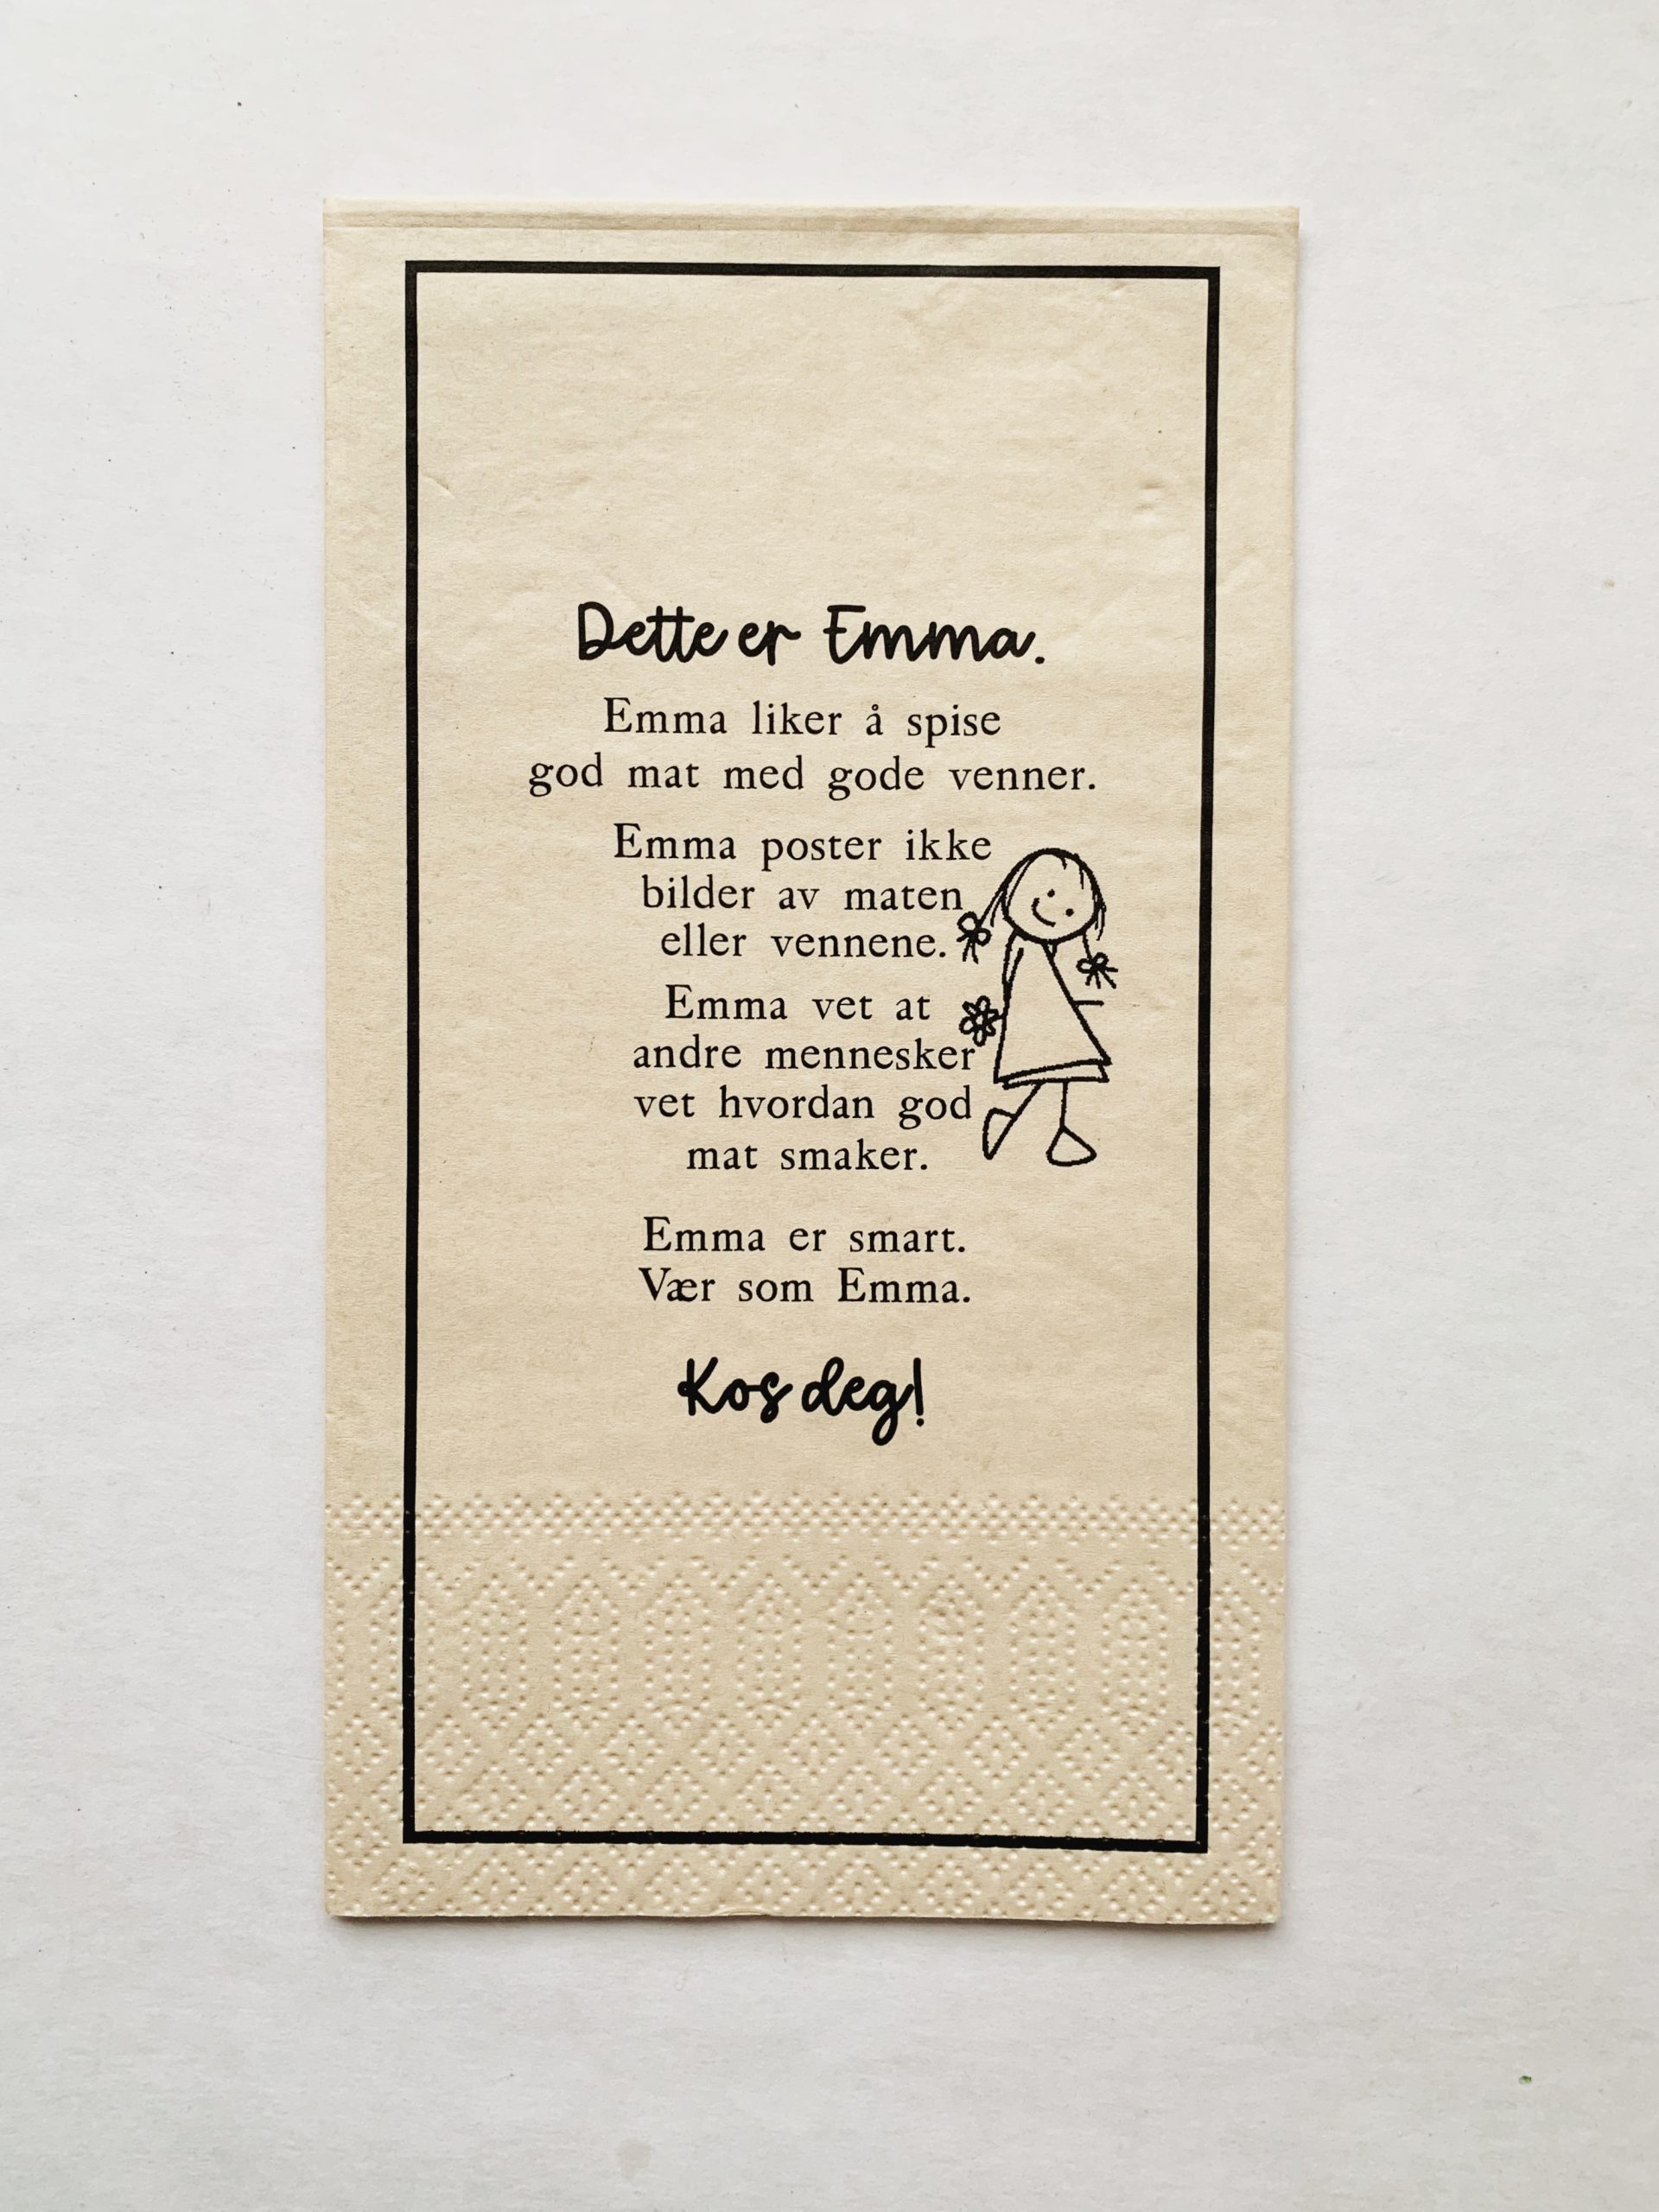 Dette er Emma.
Emma liker å spise
god mat med gode venner.
Emma poster ikke
bilder av maten
eller vennene.
Emma vet at
andre mennesker
vet hvordan god
mat smaker.
Emma er smart.
Vær som Emma.
Kos deg!